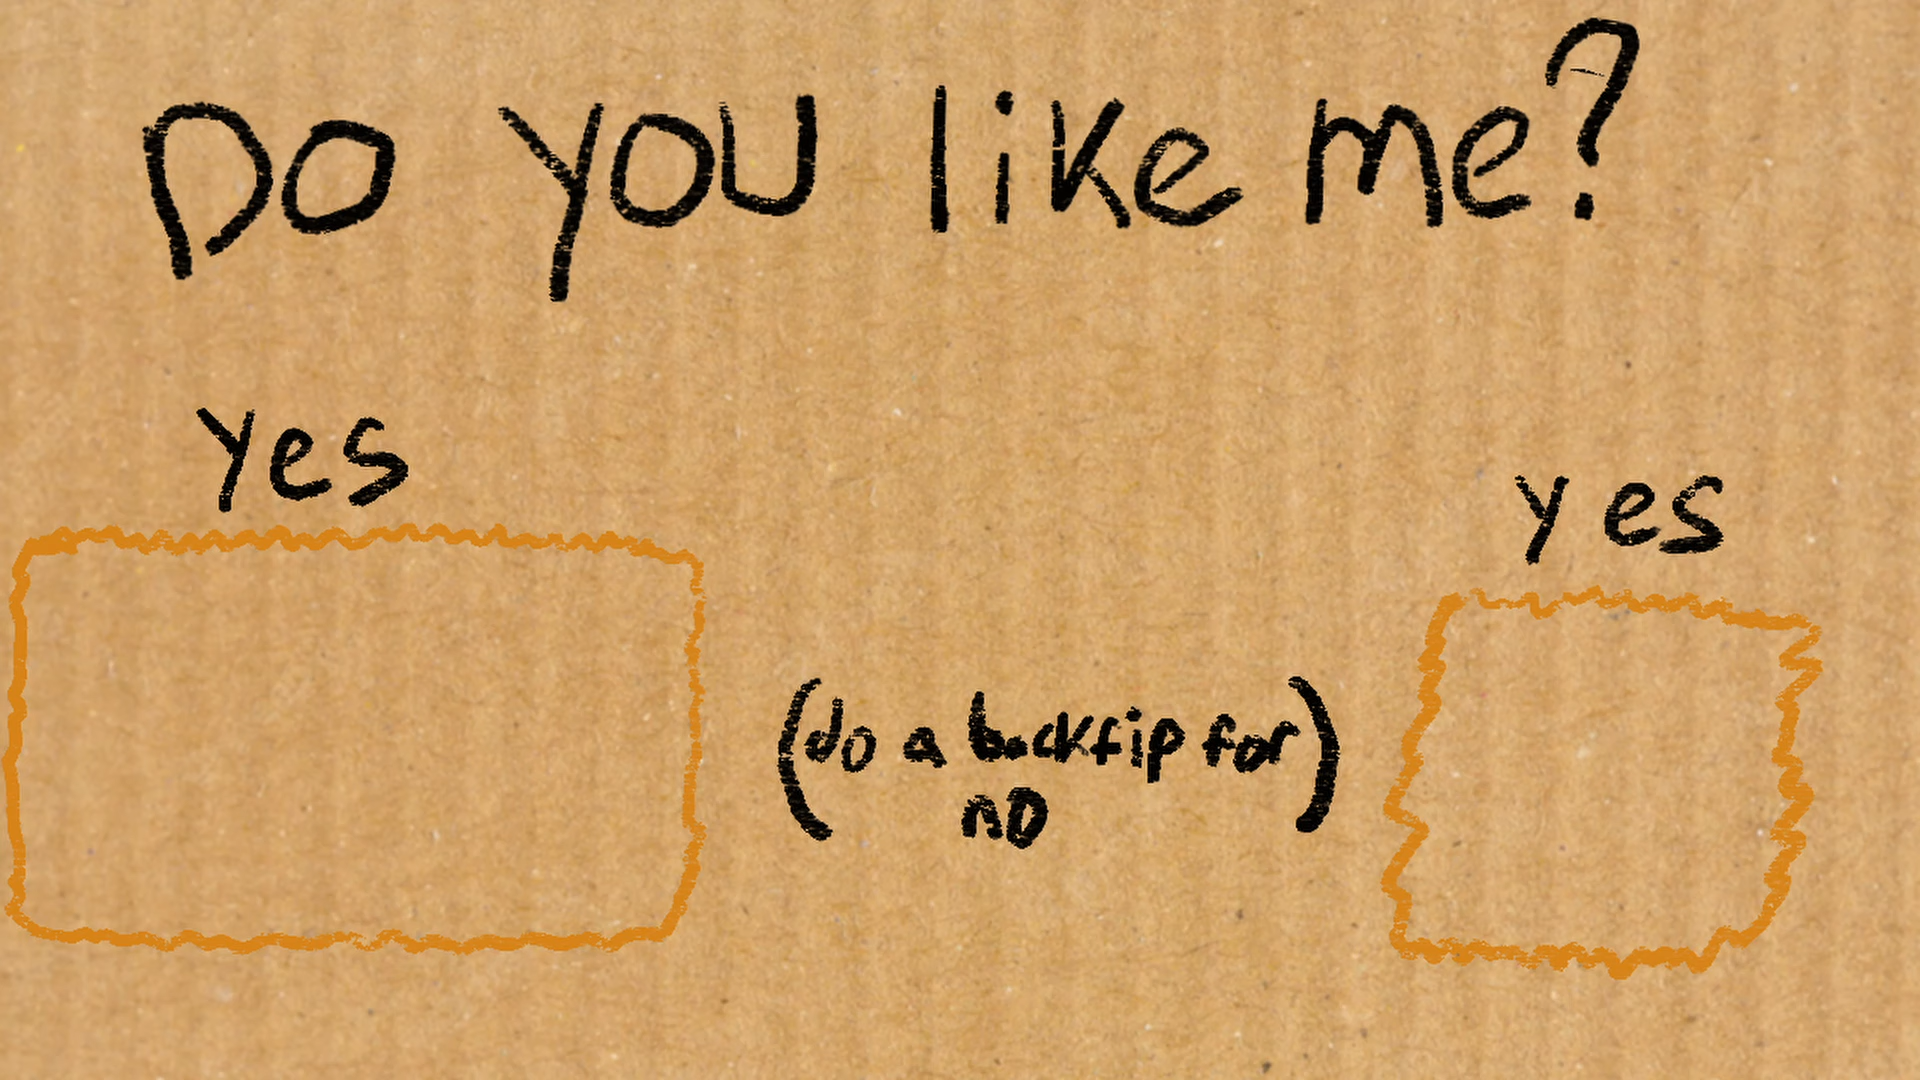 Do you like me?
yes
yes
(do a backfip for)
no